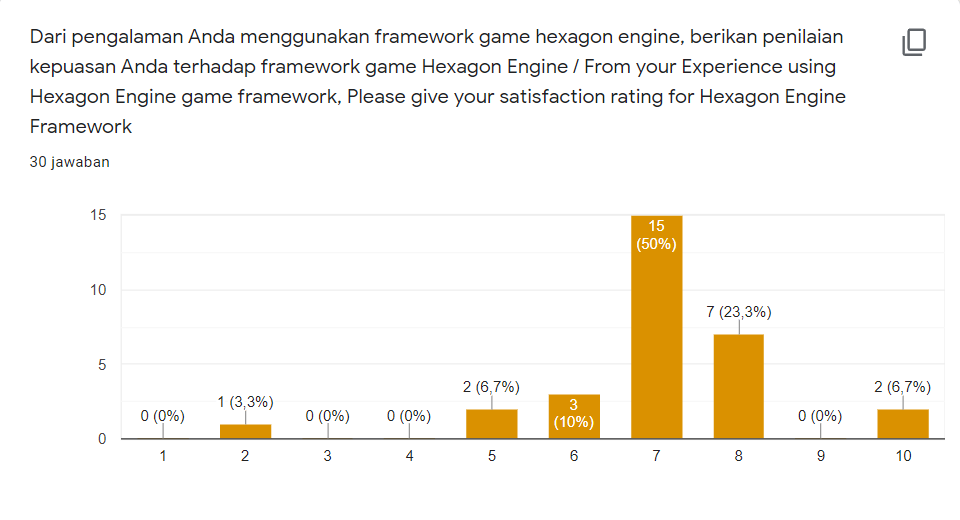 Dari pengalaman Anda menggunakan framework game hexagon engine, berikan penilaian
kepuasan Anda terhadap framework game Hexagon Engine / From your Experience using
Hexagon Engine game framework, Please give your satisfaction rating for Hexagon Engine
Framework
30 jawaban
15
10
5
0
0 (0%)
1 (3,3%)
0 (0%)
0 (0%)
2 (6,7%)
3
(10%)
15
(50%)
7 (23,3%)
0 (0%)
2 (6,7%)
1 2 3 4 5 6 7 8 9 10